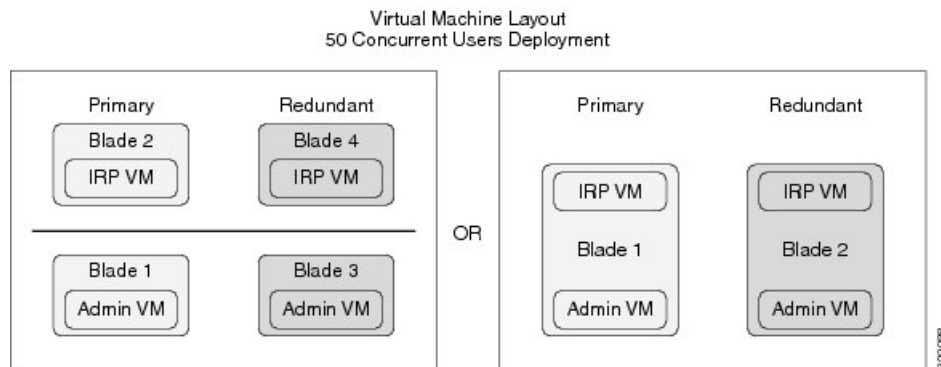 Virtual Machine Layout
50 Concurrent Users Deployment
Primary
Redundant
Blade 2
IRP VM
Blade 4
IRP VM
Blade 1
Admin VM
Blade 3
Admin VM
OR
Primary
Redundant
IRP VM
Blade 1
Admin VM
IRP VM
Blade 2
Admin VM